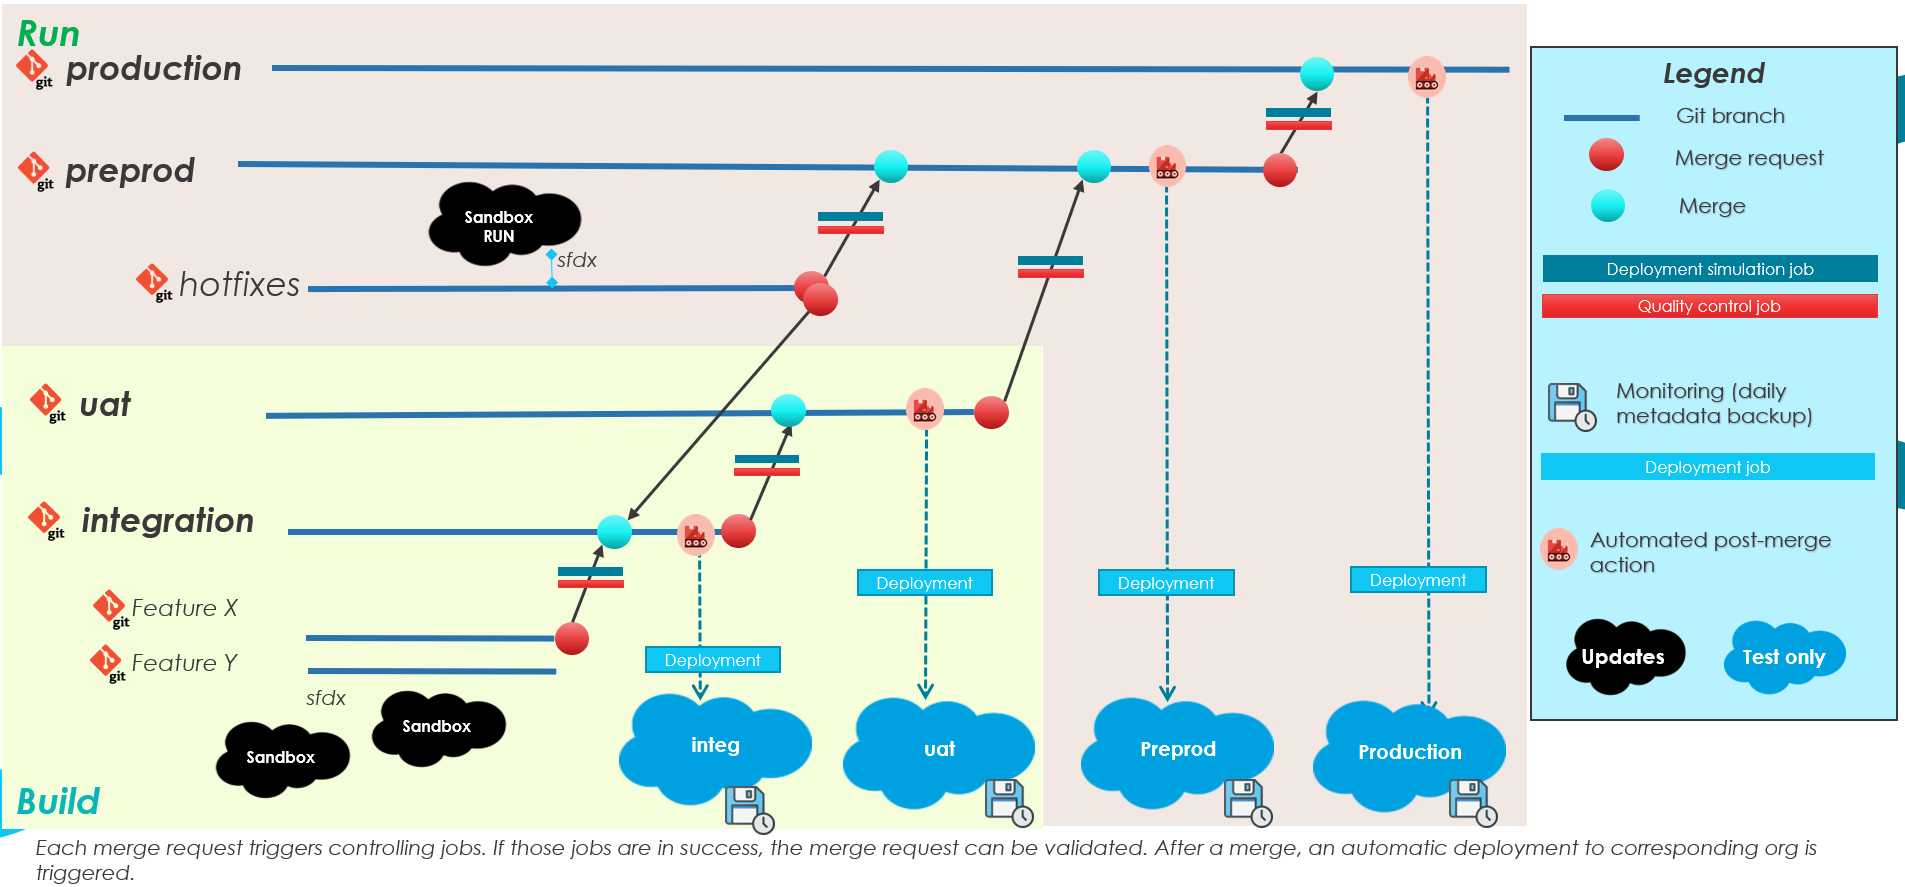 Run
git
production
git
preprod
Sandbox
RUN
sfdx
git
hotfixes
git
uat
git
integration
git
Feature X
git
Feature Y
sfdx
Sandbox
Sandbox
Build
Deployment
Deployment
Deployment
Deployment
integ
uat
Preprod
Production
Legend
Git branch
Merge request
Merge
Deployment simulation job
Quality control job
Monitoring (daily
metadata backup)
Deployment job
Automated post-merge
action
Updates
Test only
Each merge request triggers controlling jobs. If those jobs are in success, the merge request can be validated. After a merge, an automatic deployment to corresponding org is
triggered.